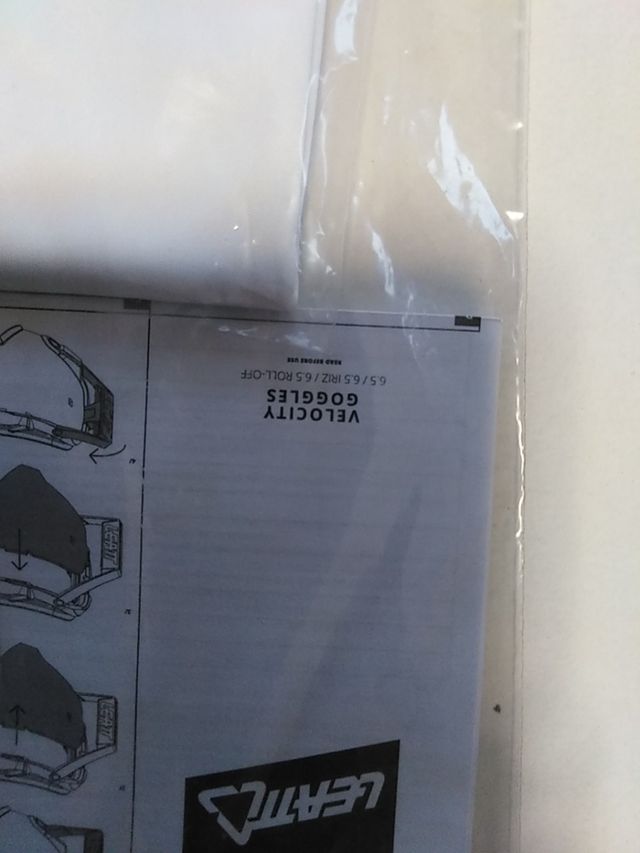 LEATT
VELOCITY
GOGGLES
6.5 / 6.5 IRIZ / 6.5 ROLL-OFF
READ BEFORE USE